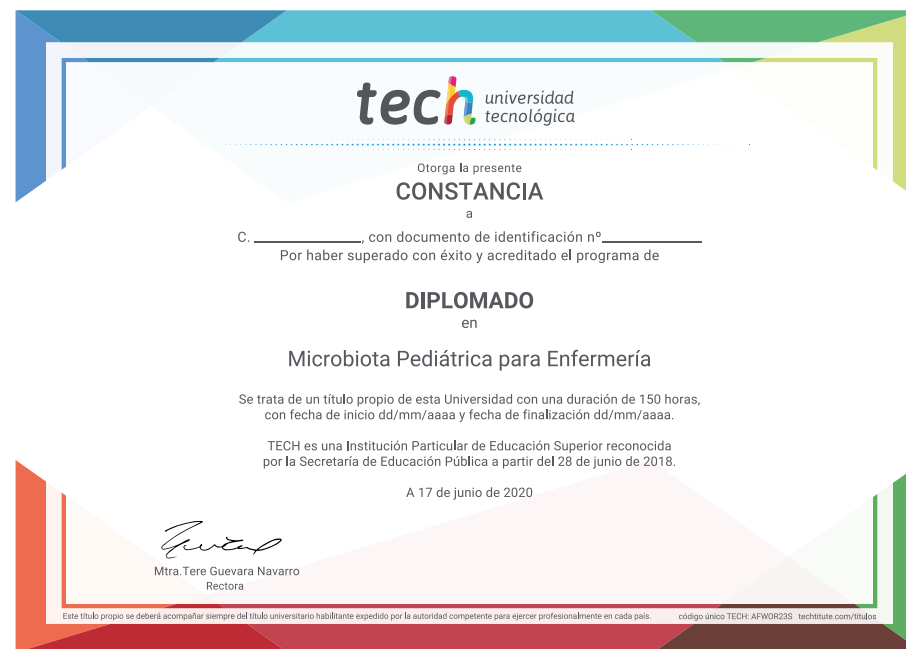 tech universidad
tecnológica
Otorga la presente
CONSTANCIA
a
C. ____________, con documento de identificación nº____________
Por haber superado con éxito y acreditado el programa de
DIPLOMADO
en
Microbiota Pediátrica para Enfermería
Se trata de un título propio de esta Universidad con una duración de 150 horas,
con fecha de inicio dd/mm/aaaa y fecha de finalización dd/mm/aaaa.
TECH es una Institución Particular de Educación Superior reconocida
por la Secretaría de Educación Pública a partir del 28 de junio de 2018.
A 17 de junio de 2020
Mtra.Tere Guevara Navarro
Rectora
Este título propio se deberá acompañar siempre del título universitario habilitante expedido por la autoridad competente para ejercer profesionalmente en cada país. código único TECH: AFWOR23S techtitute.com/titulos